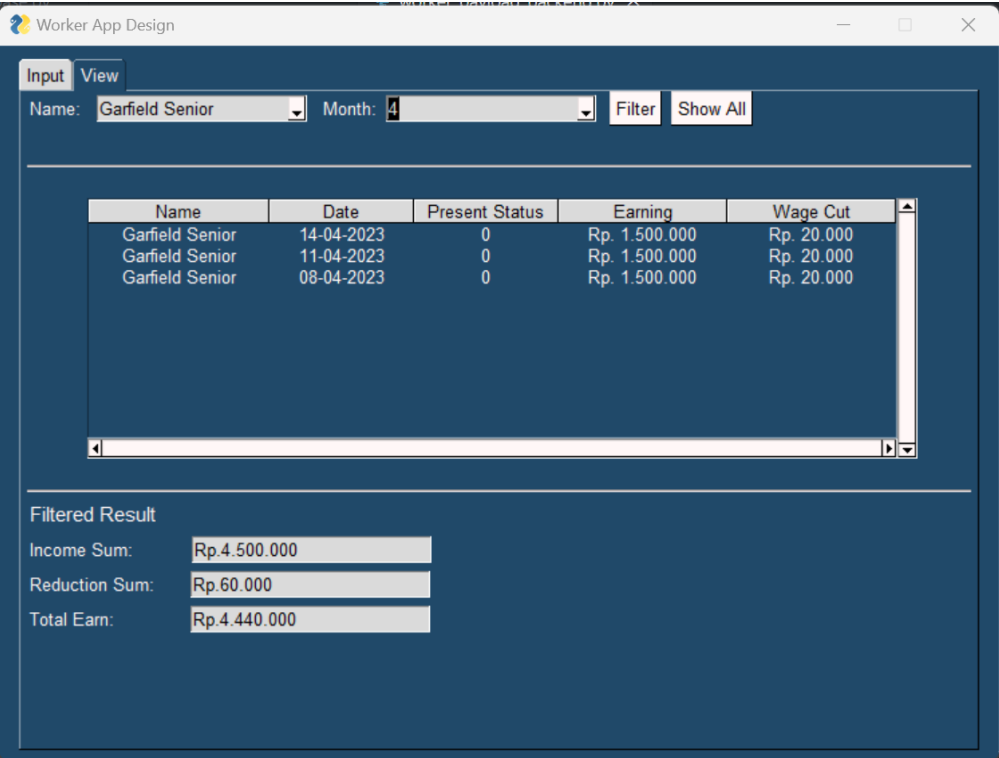 Worker App Design
Input View
Name: Garfield Senior Month: 4 Filter Show All
Name Date Present Status Earning Wage Cut
Garfield Senior 14-04-2023 0 Rp. 1.500.000 Rp. 20.000
Garfield Senior 11-04-2023 0 Rp. 1.500.000 Rp. 20.000
Garfield Senior 08-04-2023 0 Rp. 1.500.000 Rp. 20.000
Filtered Result
Income Sum: Rp.4.500.000
Reduction Sum: Rp.60.000
Total Earn: Rp.4.440.000